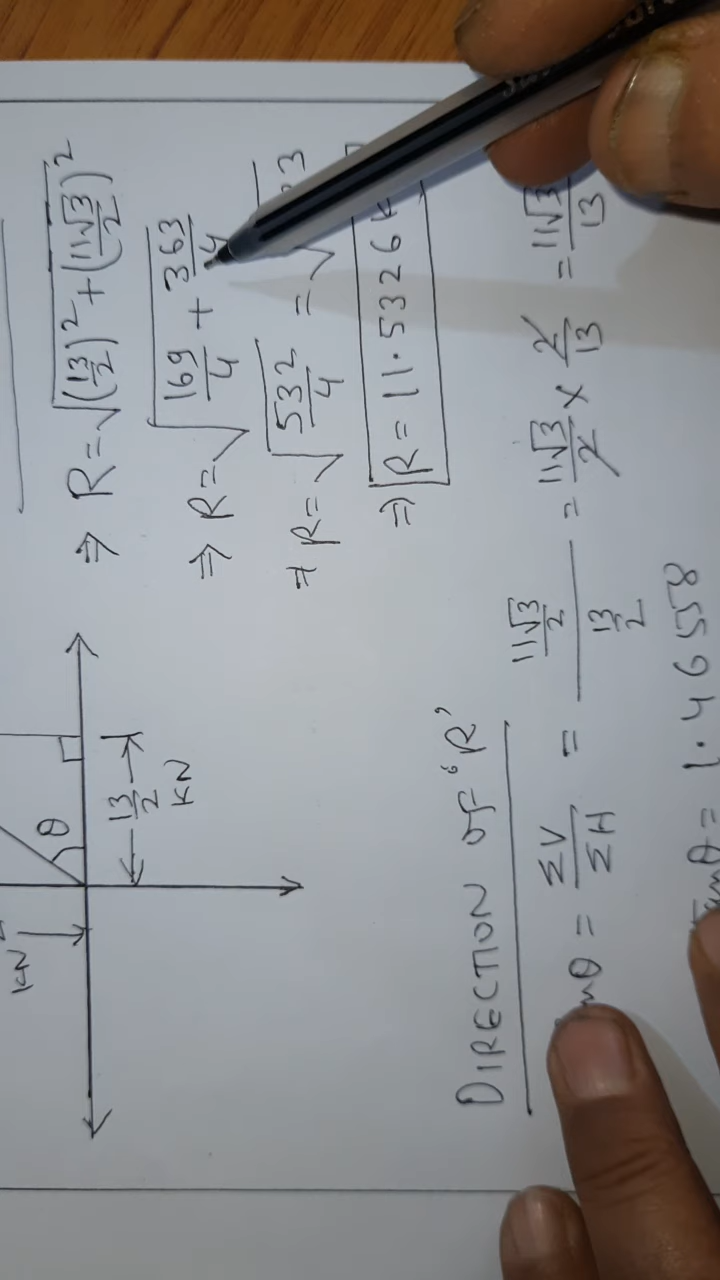 ⇒ R = √((13/2)² + (11√3/2)²)
⇒ R = √(169/4 + 363/4)
⇒ R = √(532/4) = √
⇒ R = 11.5326
KN
θ
13/2
KN
DIRECTION OF 'R'
θ = ΣV/ΣH = (11√3/2)/(13/2) = 11√3/2 × 2/13 = 11√3/13
θ = 1.46558